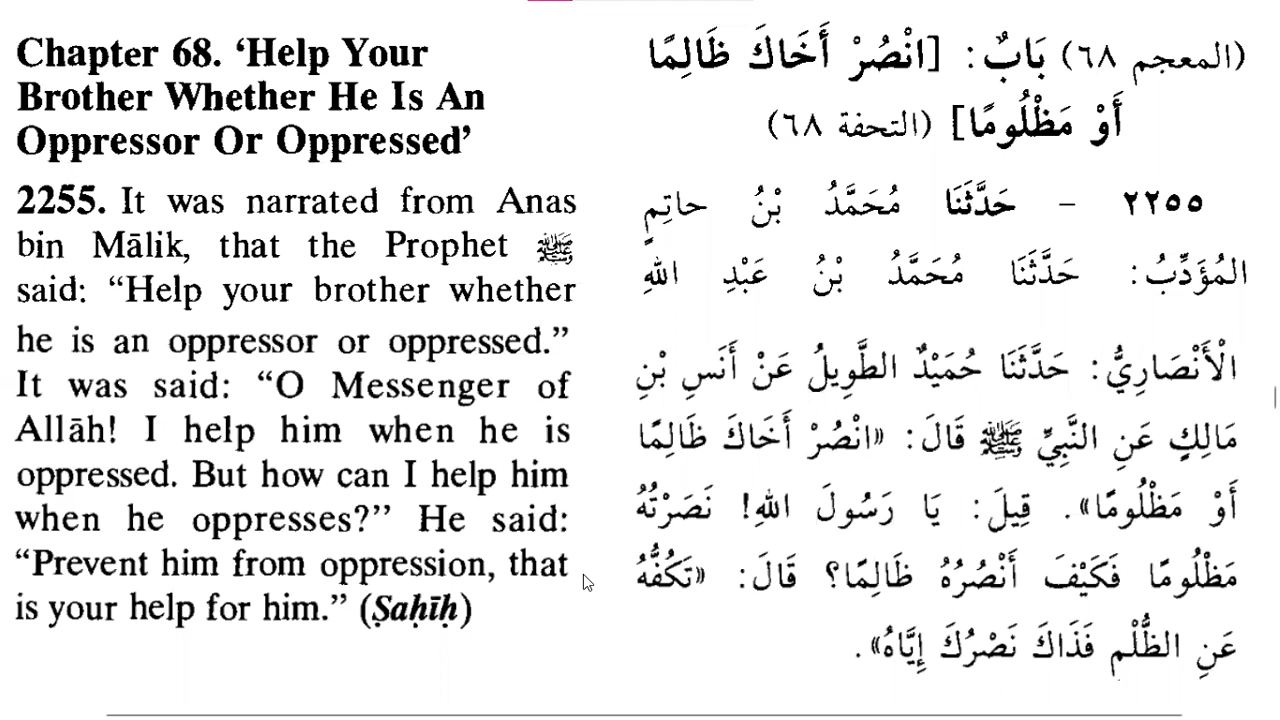 Chapter 68. ‘Help Your
Brother Whether He Is An
Oppressor Or Oppressed’
2255. It was narrated from Anas
bin Mālik, that the Prophet ﷺ
said: “Help your brother whether
he is an oppressor or oppressed.”
It was said: “O Messenger of
Allāh! I help him when he is
oppressed. But how can I help him
when he oppresses?” He said:
“Prevent him from oppression, that
is your help for him.” (Ṣaḥīḥ)
(المعجم ٦٨) بَابٌ: [انْصُرْ أَخَاكَ ظَالِمًا
أَوْ مَظْلُومًا] (التحفة ٦٨)
٢٢٥٥ - حَدَّثَنَا مُحَمَّدُ بْنُ حاتِمٍ
المُؤَدِّبُ: حَدَّثَنَا مُحَمَّدُ بْنُ عَبْدِ اللهِ
الْأَنْصَارِيُّ: حَدَّثَنَا حُمَيْدٌ الطَّوِيلُ عَنْ أَنَسِ بْنِ
مَالِكٍ عَنِ النَّبِيِّ ﷺ قَالَ: «انْصُرْ أَخَاكَ ظَالِمًا
أَوْ مَظْلُومًا». قِيلَ: يَا رَسُولَ اللهِ! نَصَرْتُهُ
مَظْلُومًا فَكَيْفَ أَنْصُرُهُ ظَالِمًا؟ قَالَ: «تَكُفُّهُ
عَنِ الظُّلْمِ فَذَاكَ نَصْرُكَ إِيَّاهُ».